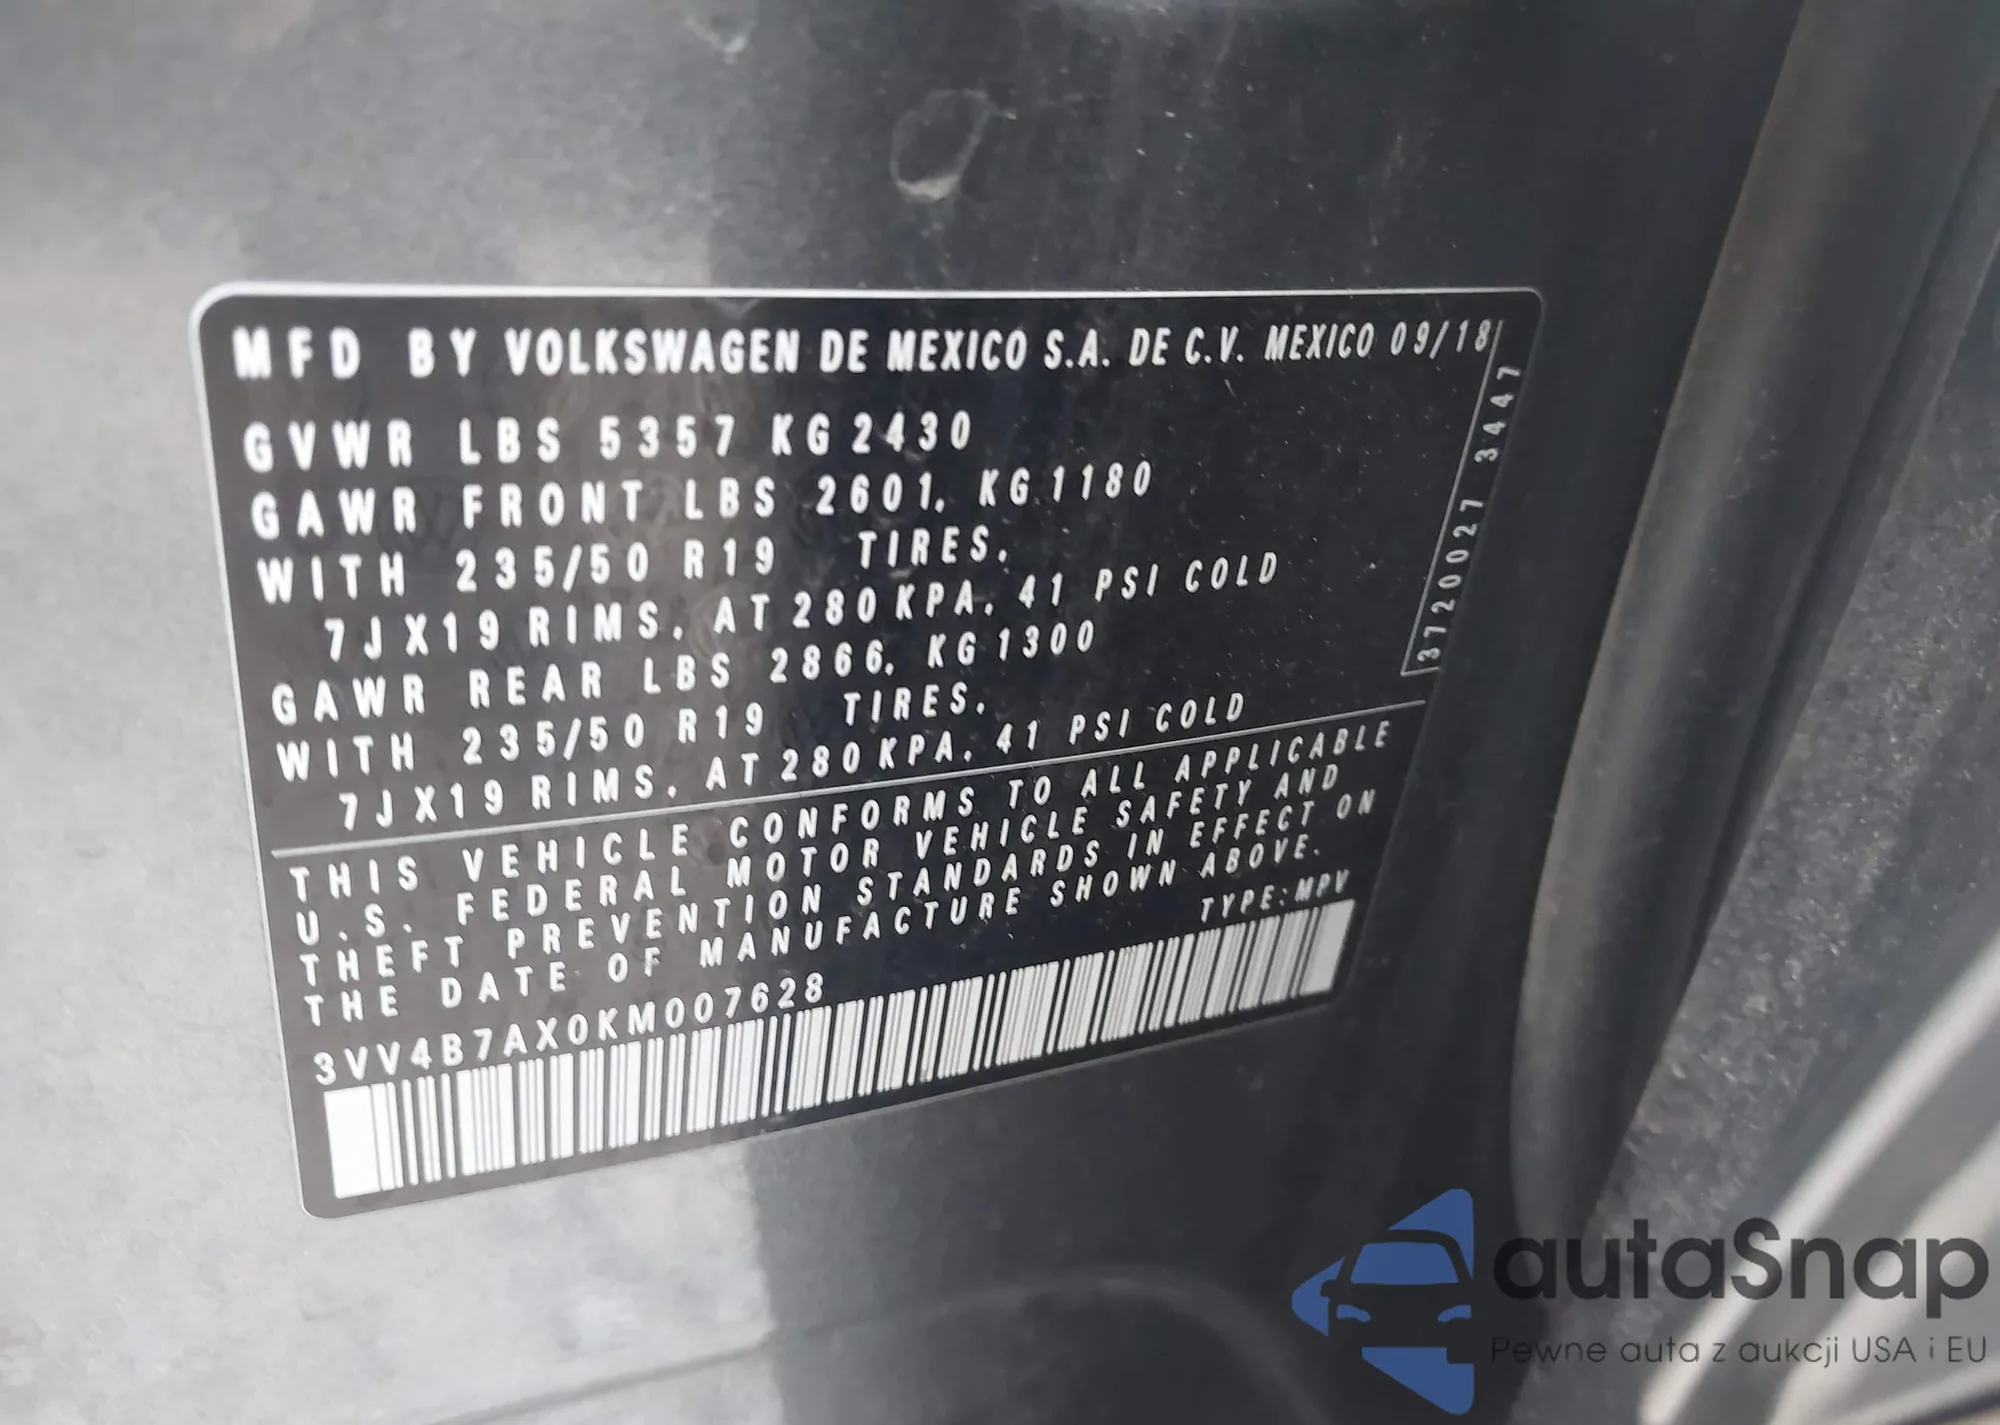 MFD BY VOLKSWAGEN DE MEXICO S.A. DE C.V. MEXICO 09/18
GVWR LBS 5357 KG 2430
GAWR FRONT LBS 2601, KG 1180
WITH 235/50 R19 TIRES,
7JX19 RIMS, AT 280 KPA, 41 PSI COLD
GAWR REAR LBS 2866, KG 1300
WITH 235/50 R19 TIRES,
7JX19 RIMS, AT 280 KPA, 41 PSI COLD
3720027 3447
THIS VEHICLE CONFORMS TO ALL APPLICABLE
U.S. FEDERAL MOTOR VEHICLE SAFETY AND
THEFT PREVENTION STANDARDS IN EFFECT ON
THE DATE OF MANUFACTURE SHOWN ABOVE.
TYPE: MPV
3VV4B7AX0KM007628
autaSnap
Pewne auta z aukcji USA i EU